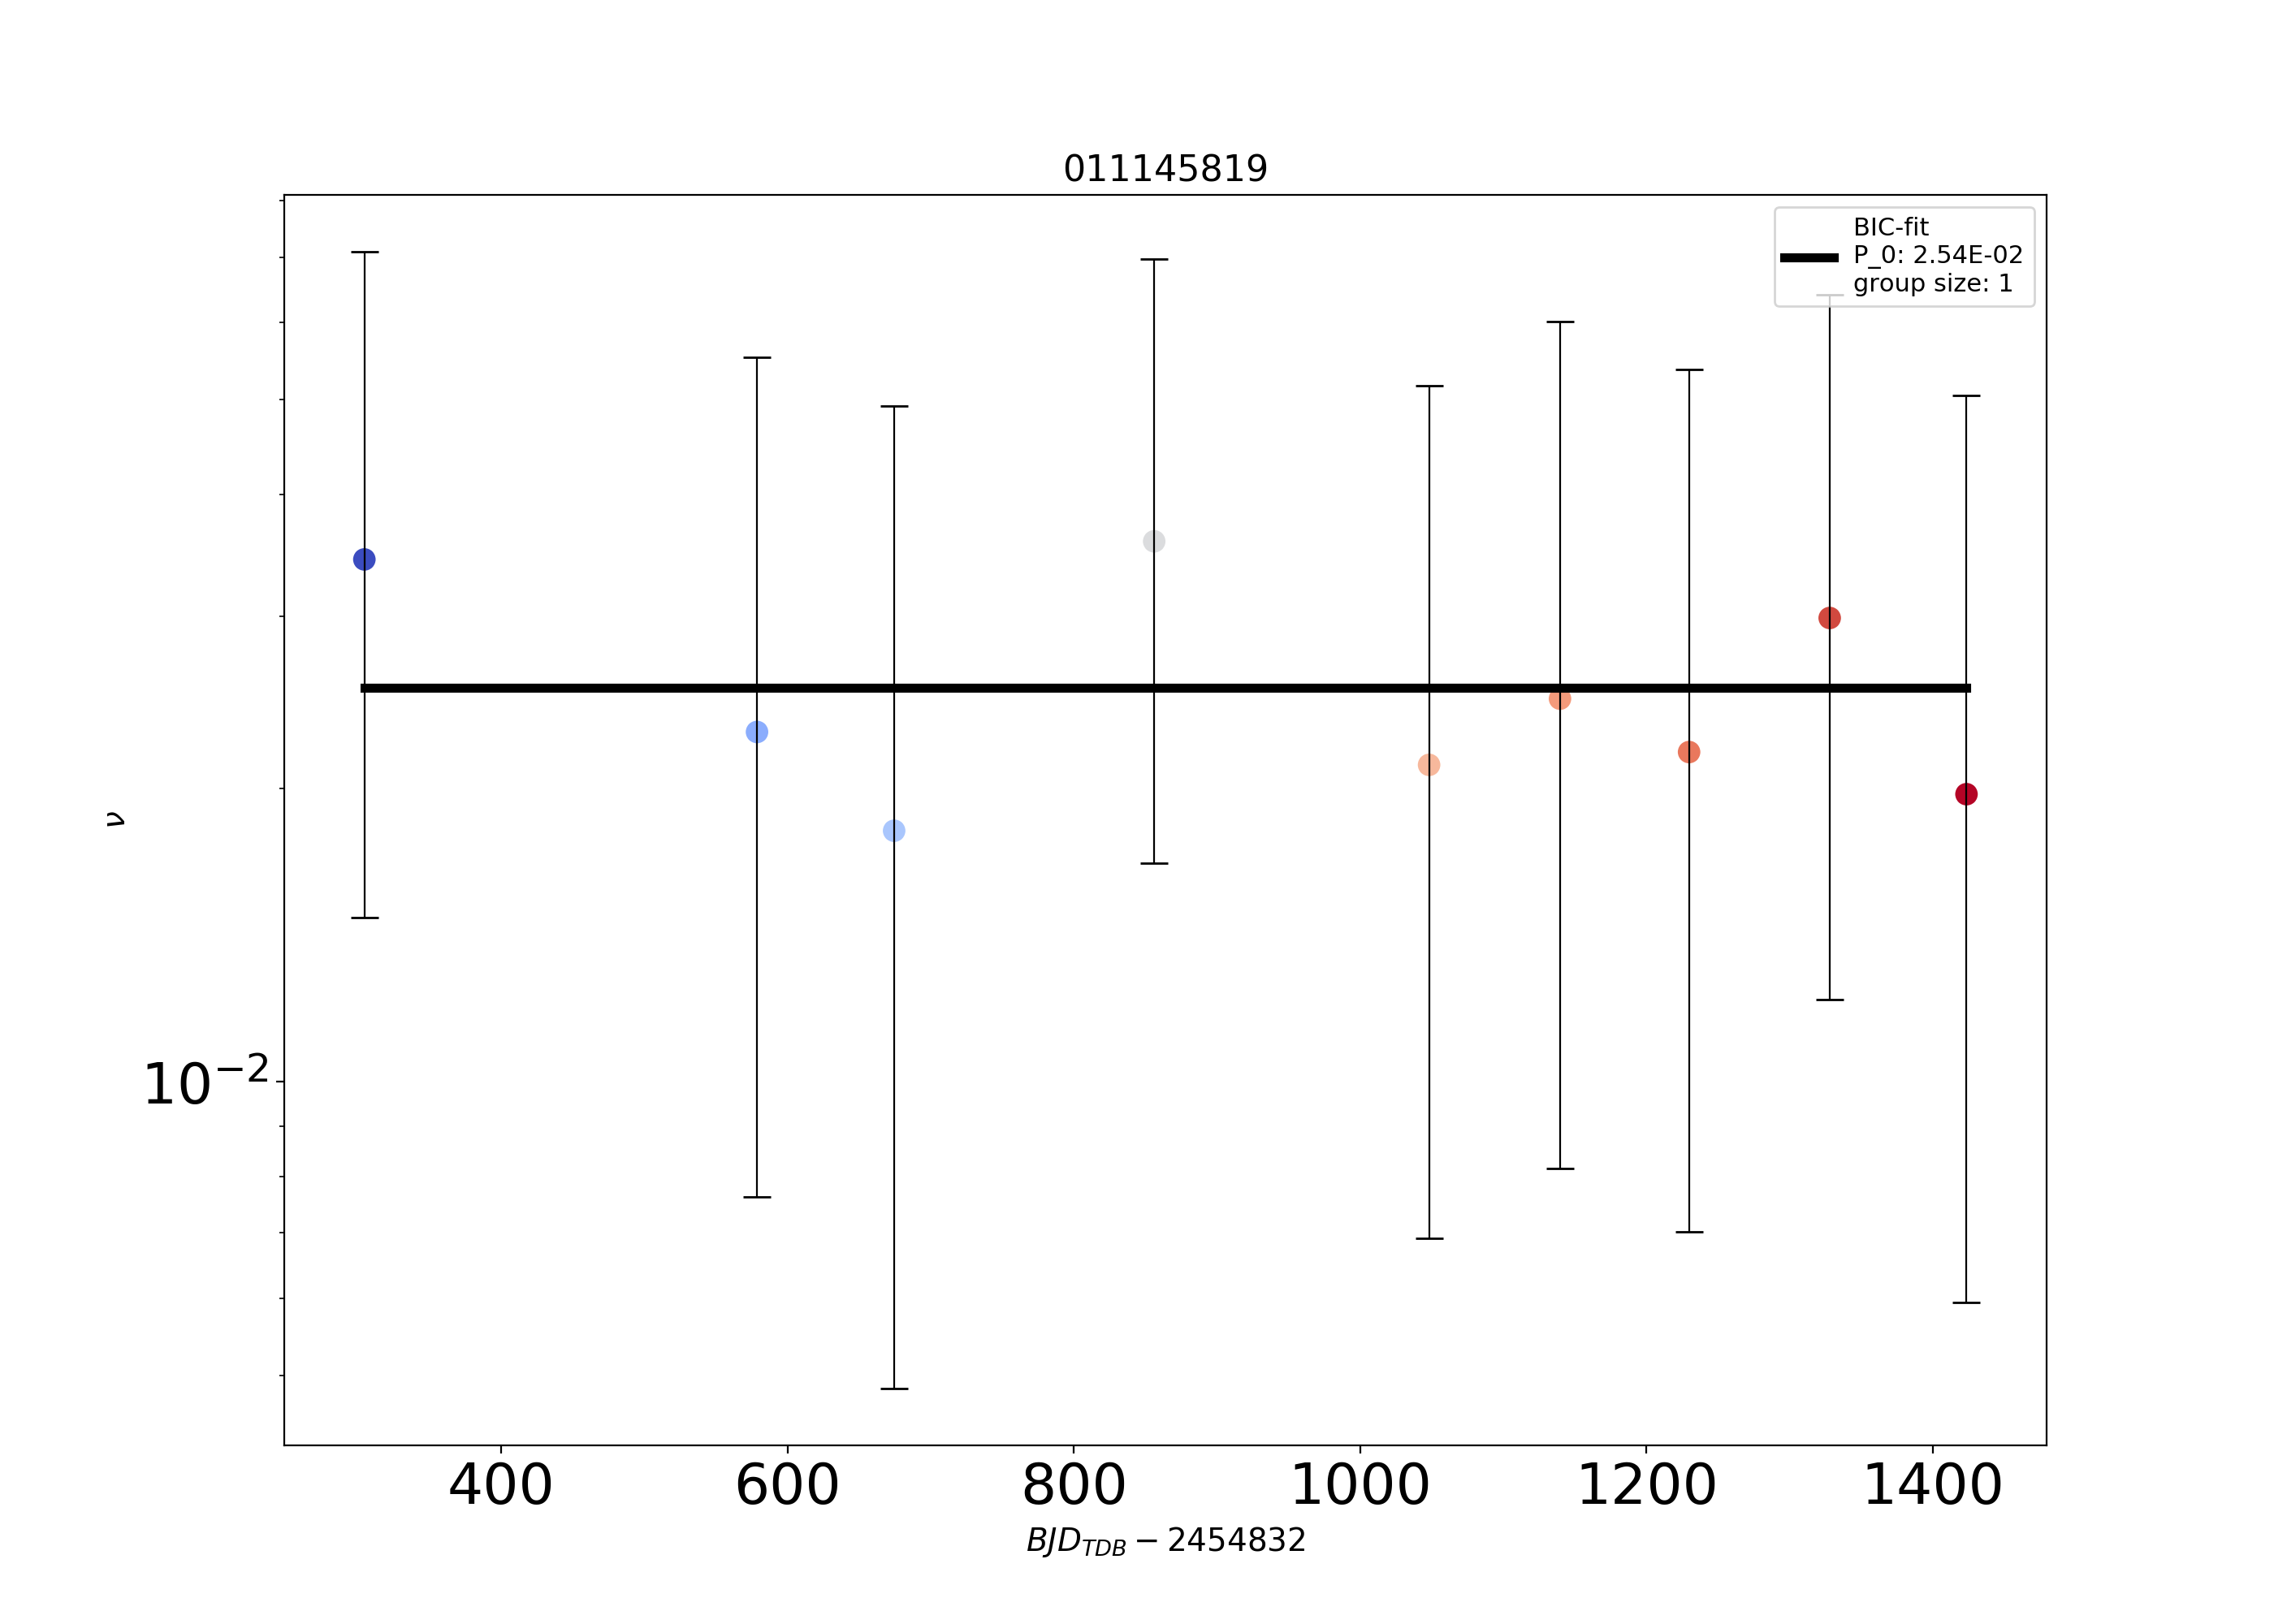 011145819
BIC-fit
P_0: 2.54E-02
group size: 1
ν
10⁻²
400 600 800 1000 1200 1400
BJD_TDB − 2454832